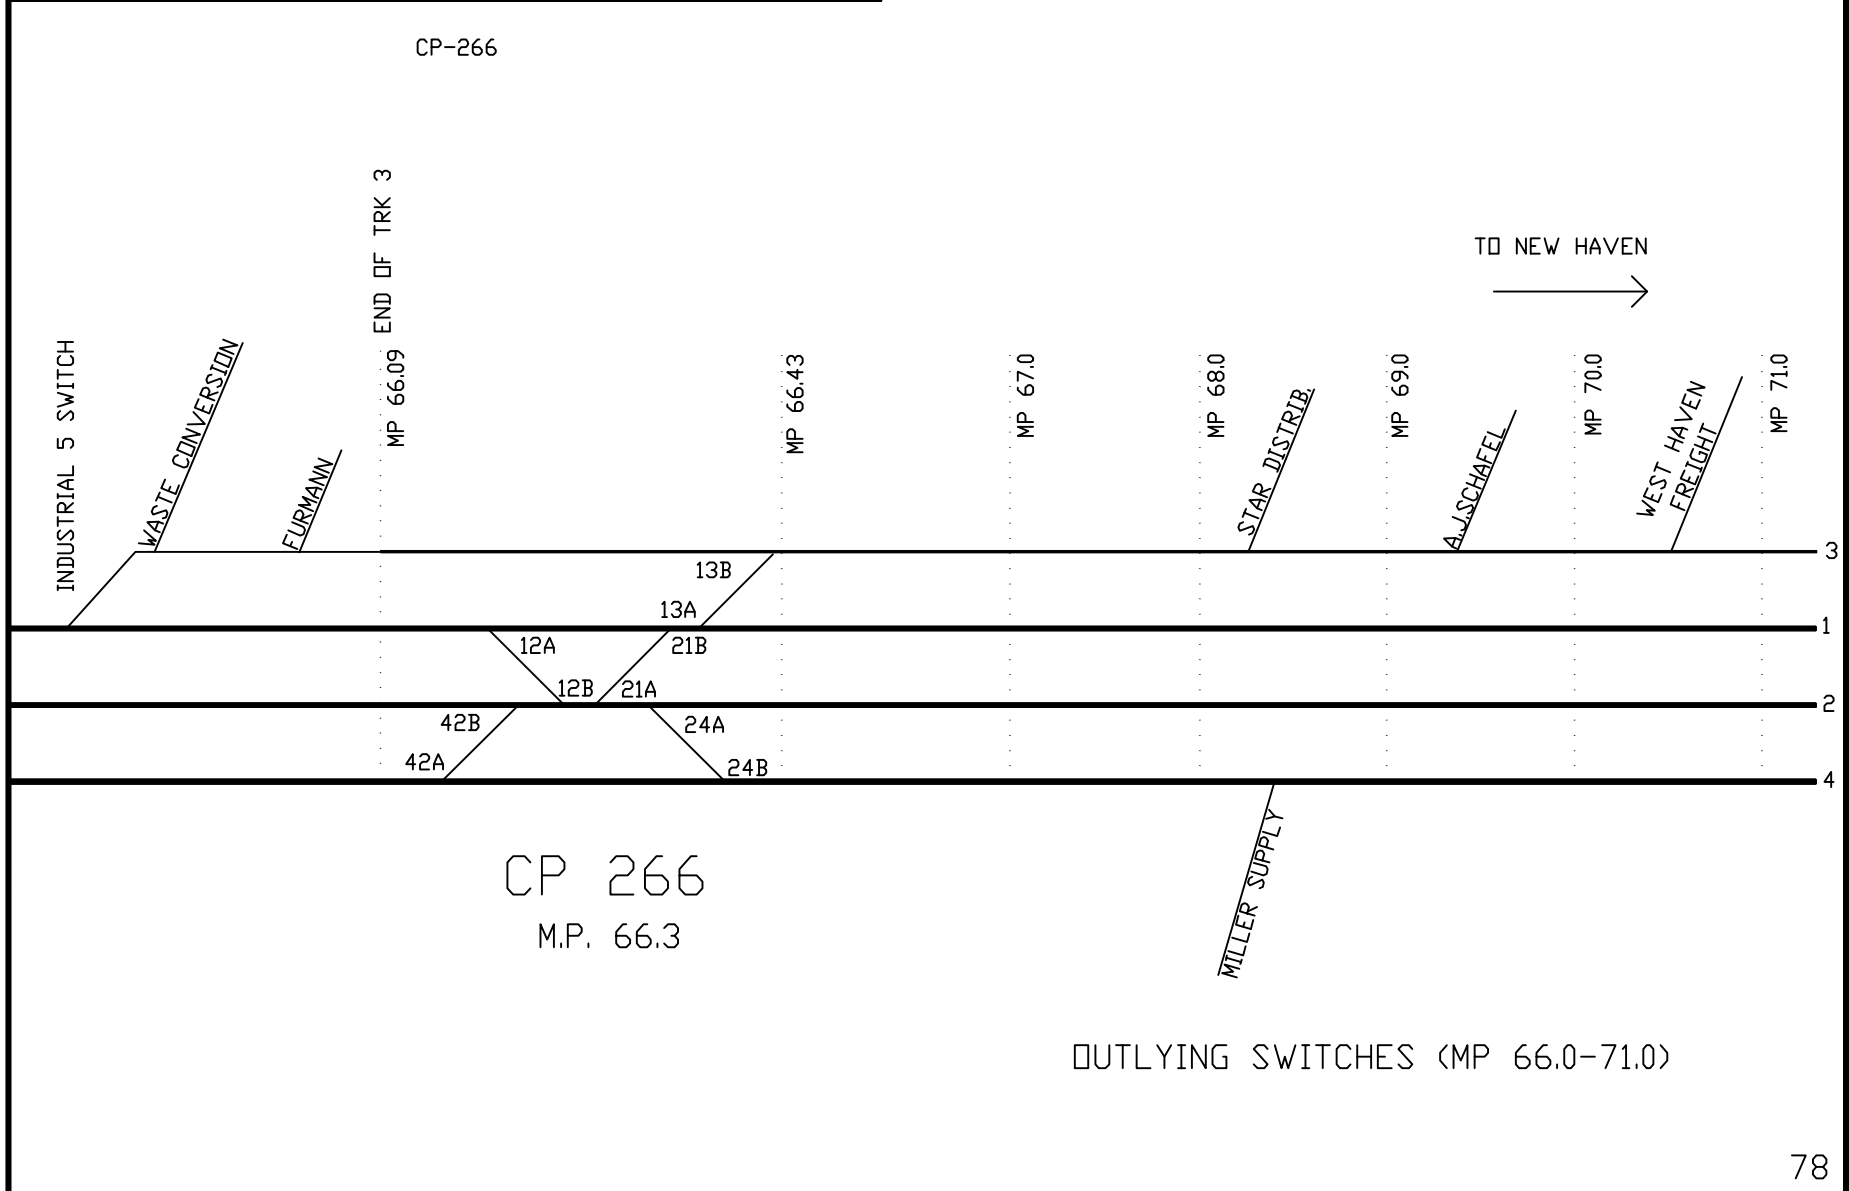 CP-266
END OF TRK 3
TO NEW HAVEN
INDUSTRIAL 5 SWITCH
WASTE CONVERSION
FURMANN
MP 66.09
MP 66.43
MP 67.0
MP 68.0
STAR DISTRIB.
MP 69.0
A.J.SCHAFEL
MP 70.0
WEST HAVEN
FREIGHT
MP 71.0
3
13B
13A
1
12A
21B
12B
21A
2
42B
24A
42A
24B
4
MILLER SUPPLY
CP 266
M.P. 66.3
OUTLYING SWITCHES (MP 66.0-71.0)
78